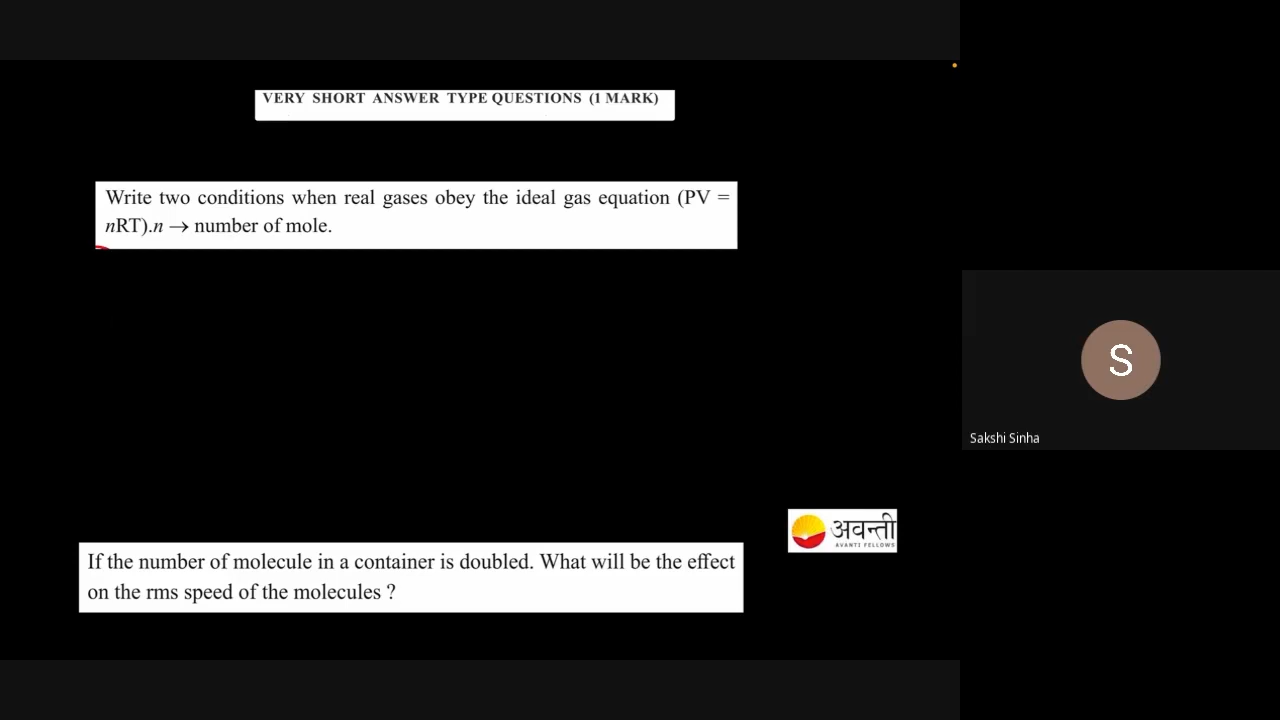 VERY SHORT ANSWER TYPE QUESTIONS (1 MARK)
Write two conditions when real gases obey the ideal gas equation (PV =
nRT).n → number of mole.
S
Sakshi Sinha
अवन्ती
AVANTI FELLOWS
If the number of molecule in a container is doubled. What will be the effect
on the rms speed of the molecules ?